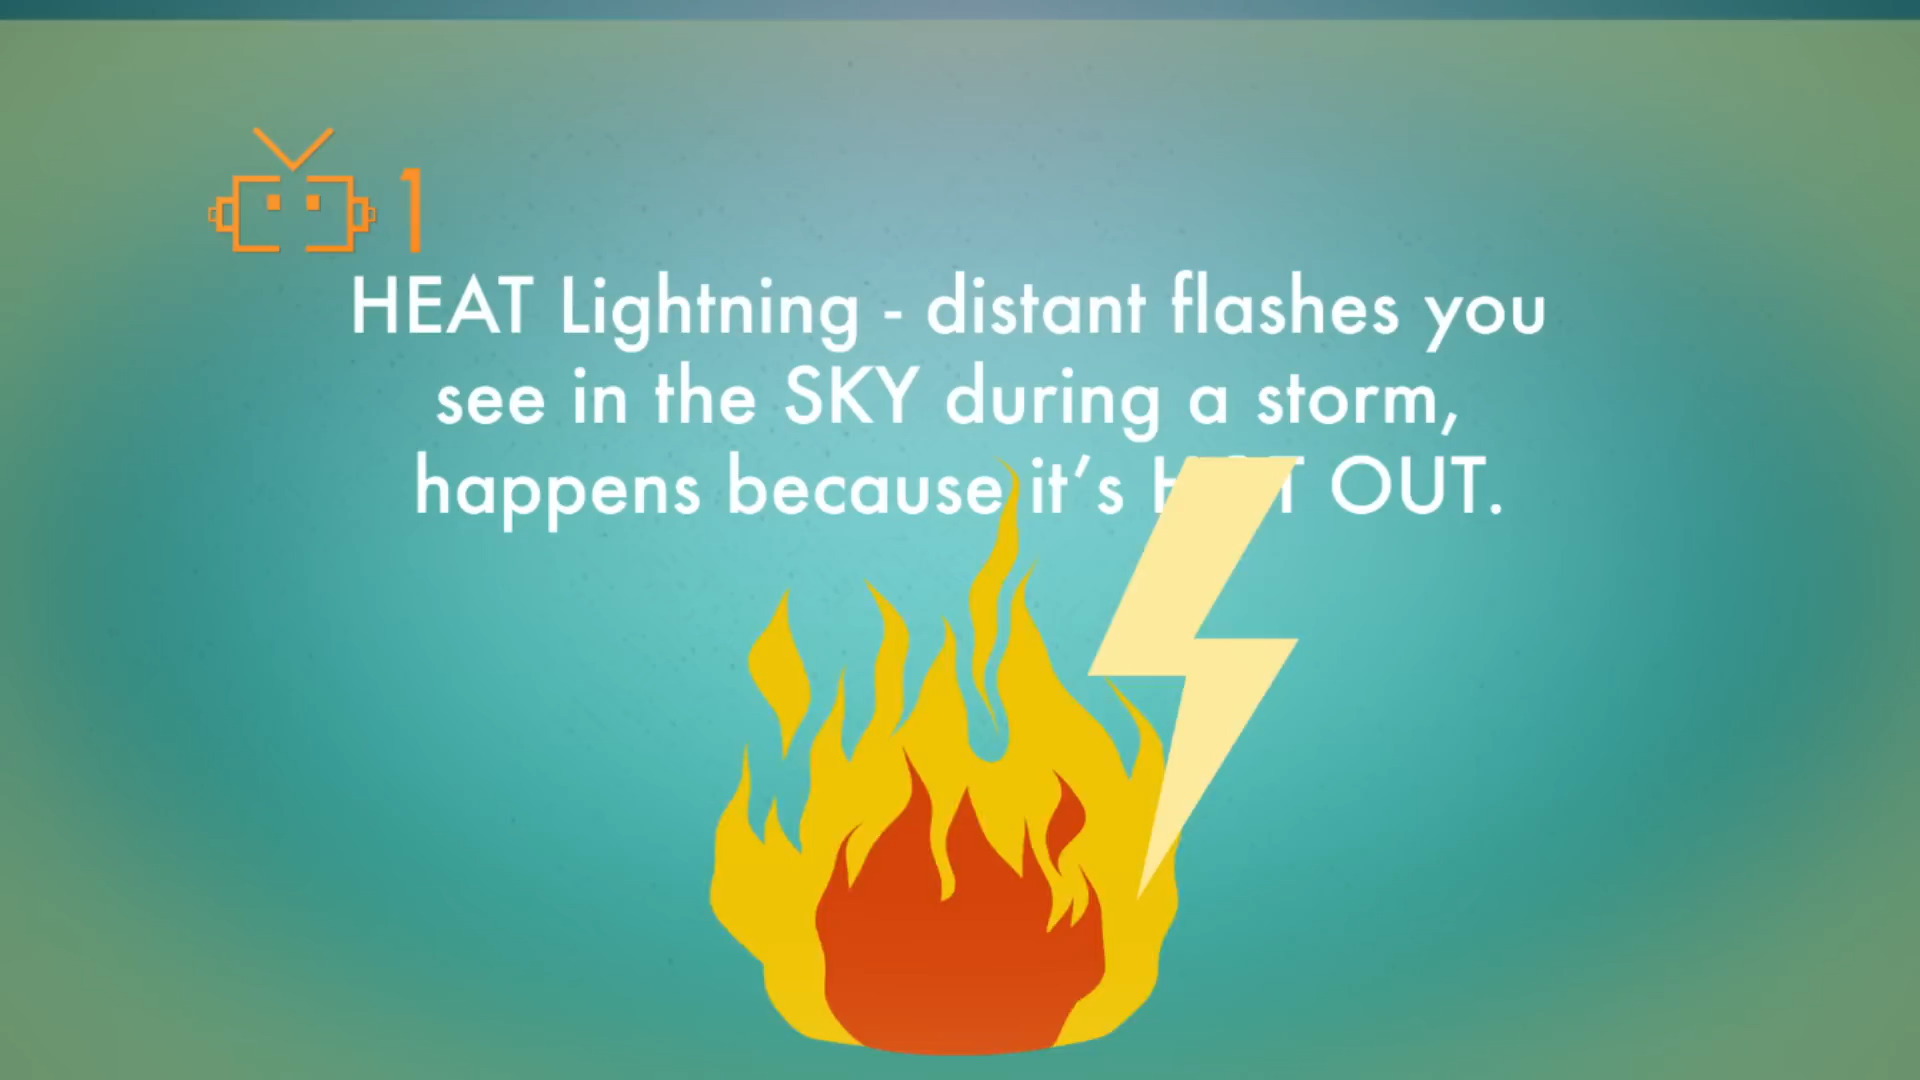 1
HEAT Lightning - distant flashes you
see in the SKY during a storm,
happens because it's OUT.